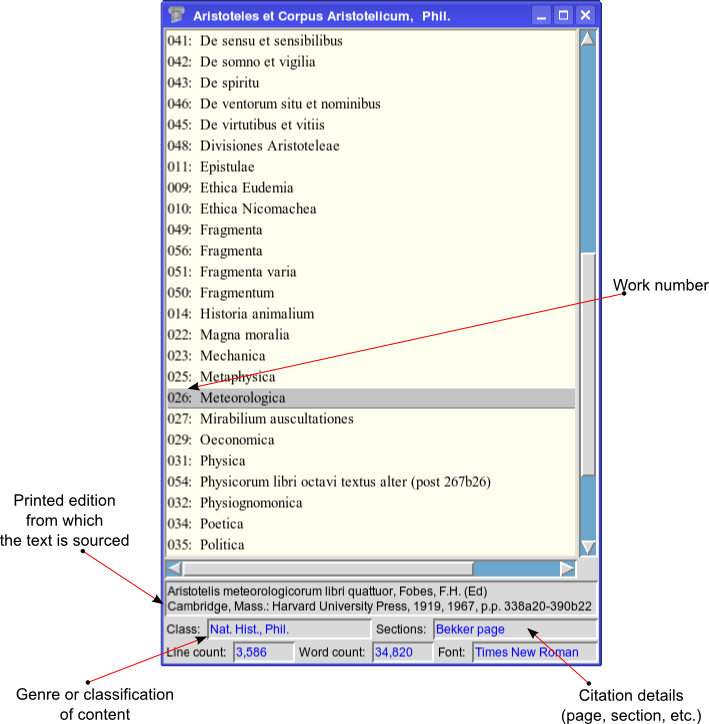 Aristoteles et Corpus Aristotelicum, Phil.
041: De sensu et sensibilibus
042: De somno et vigilia
043: De spiritu
046: De ventorum situ et nominibus
045: De virtutibus et vitiis
048: Divisiones Aristoteleae
011: Epistulae
009: Ethica Eudemia
010: Ethica Nicomachea
049: Fragmenta
056: Fragmenta
051: Fragmenta varia
050: Fragmentum
014: Historia animalium
022: Magna moralia
023: Mechanica
025: Metaphysica
026: Meteorologica
027: Mirabilium auscultationes
029: Oeconomica
031: Physica
054: Physicorum libri octavi textus alter (post 267b26)
032: Physiognomonica
034: Poetica
035: Politica
Work number
Printed edition
from which
the text is sourced
Aristotelis meteorologicorum libri quattuor, Fobes, F.H. (Ed)
Cambridge, Mass.: Harvard University Press, 1919, 1967, p.p. 338a20-390b22
Class: Nat. Hist., Phil. Sections: Bekker page
Line count: 3,586 Word count: 34,820 Font: Times New Roman
Genre or classification
of content
Citation details
(page, section, etc.)